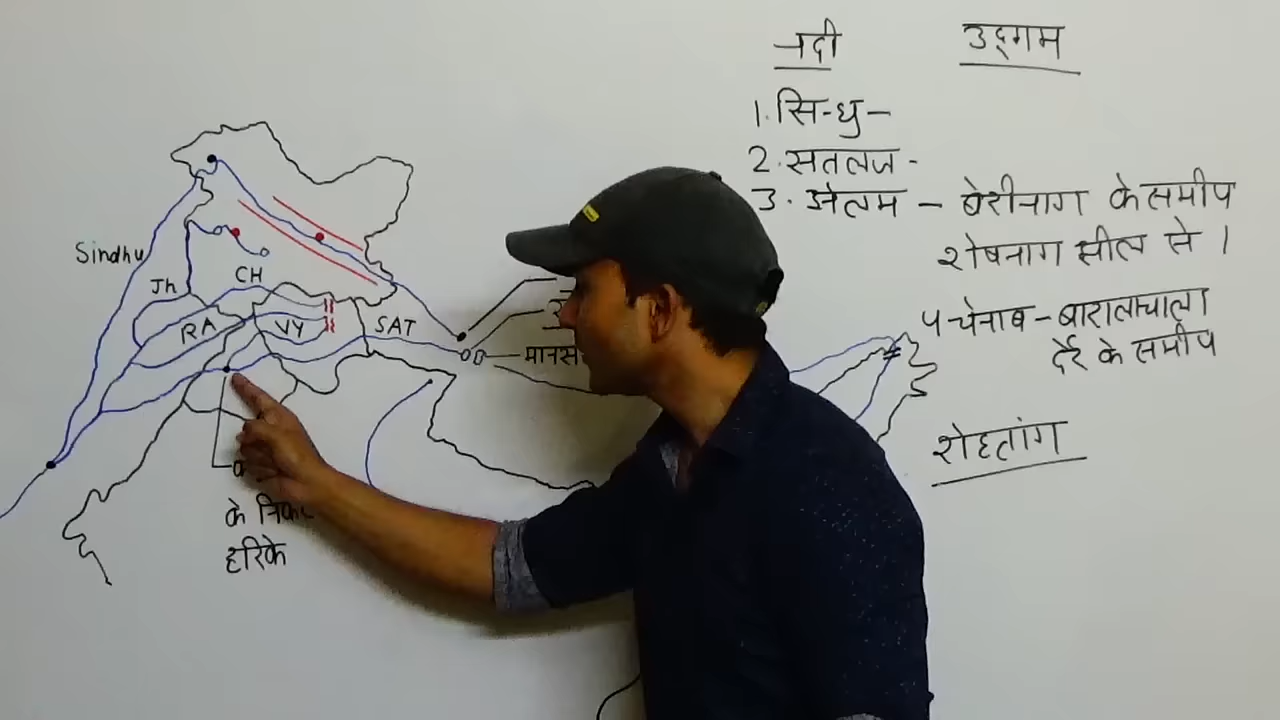 नदी उद्गम
1. सिन्धु -
2. सतलज -
3. झेलम - बेरीनाग के समीप
शेषनाग झील से ।
4 चेनाब - बारालाचाला
दर्रे के समीप
रोहतांग
Sindhu
Jh
CH
RA
VY
SAT
मानस
के निकट
हरिके